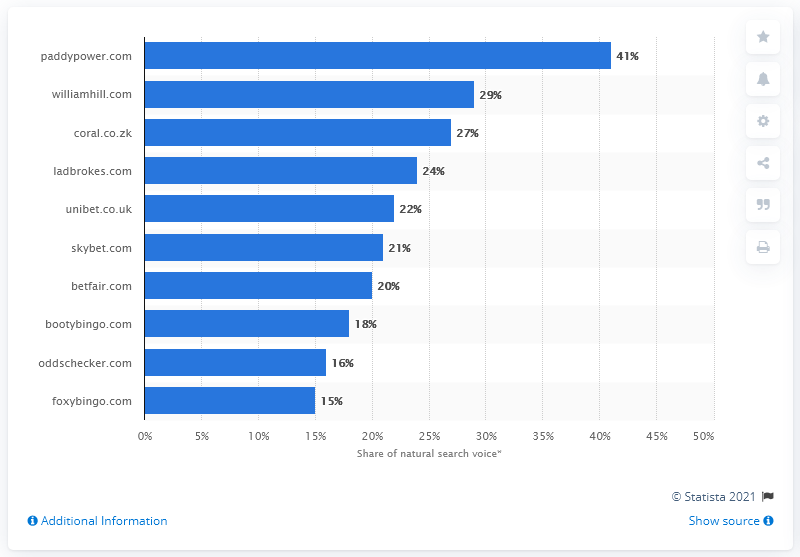 paddypower.com 41%
williamhill.com 29%
coral.co.zk 27%
ladbrokes.com 24%
unibet.co.uk 22%
skybet.com 21%
betfair.com 20%
bootybingo.com 18%
oddschecker.com 16%
foxybingo.com 15%
0% 5% 10% 15% 20% 25% 30% 35% 40% 45% 50%
Share of natural search voice*
© Statista 2021
Additional Information Show source